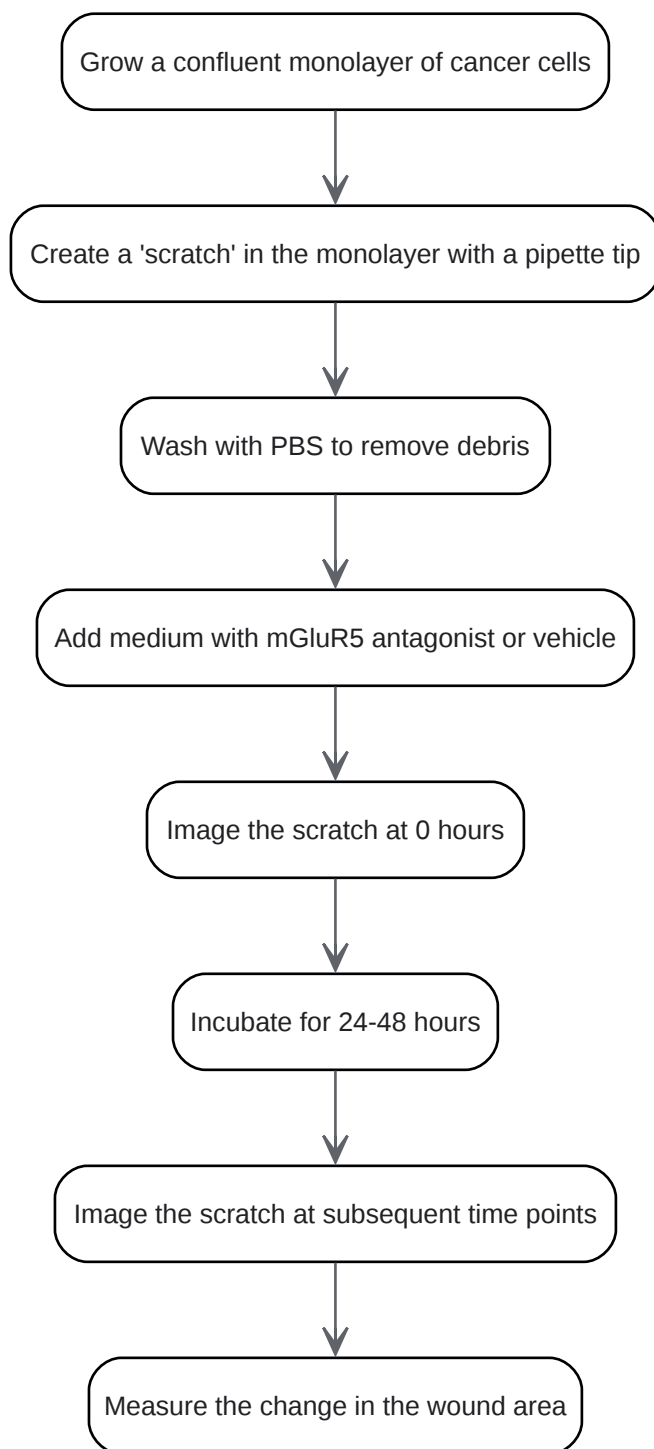 Grow a confluent monolayer of cancer cells
Create a 'scratch' in the monolayer with a pipette tip
Wash with PBS to remove debris
Add medium with mGluR5 antagonist or vehicle
Image the scratch at 0 hours
Incubate for 24-48 hours
Image the scratch at subsequent time points
Measure the change in the wound area